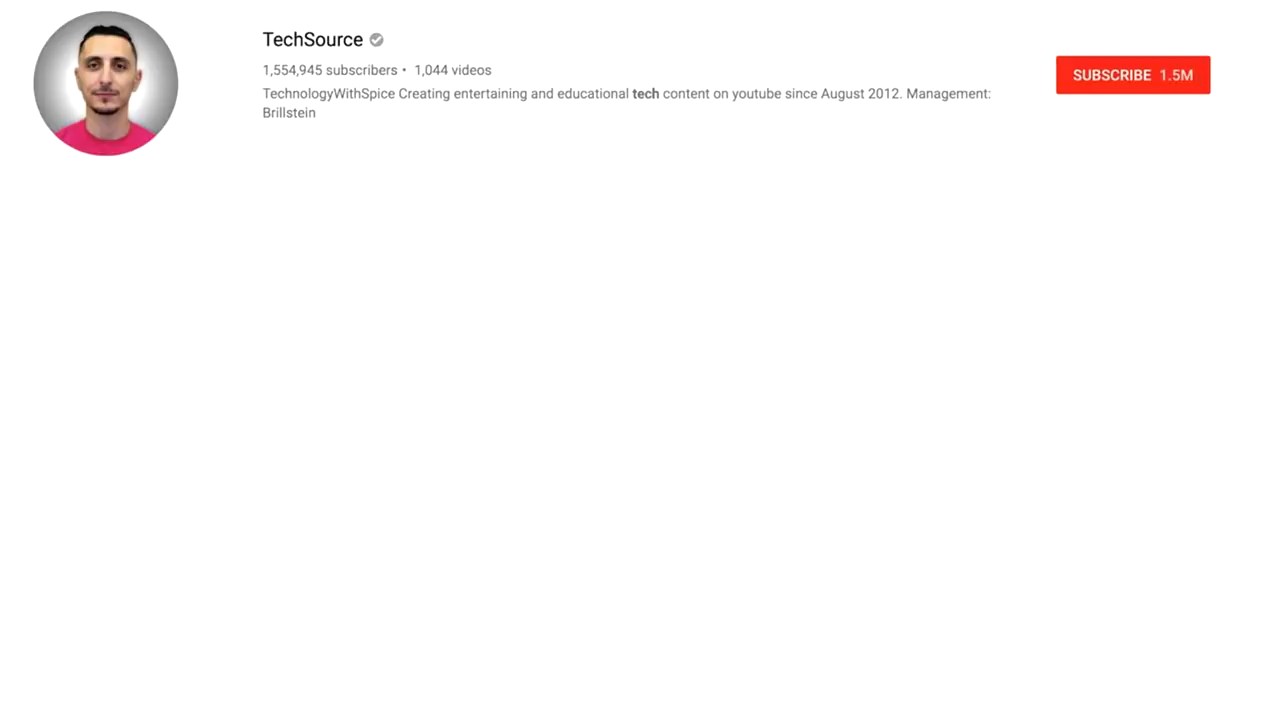 TechSource
1,554,945 subscribers • 1,044 videos
TechnologyWithSpice Creating entertaining and educational tech content on youtube since August 2012. Management:
Brillstein
SUBSCRIBE 1.5M